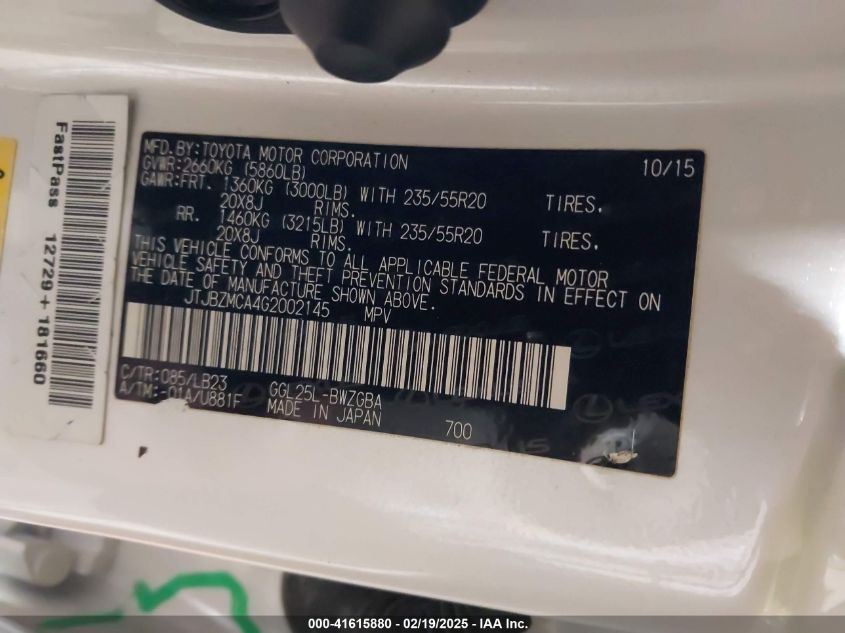 FastPass 12729+181660
MFD.BY:TOYOTA MOTOR CORPORATION 10/15
GVWR:2660KG (5860LB)
GAWR:FRT. 1360KG (3000LB) WITH 235/55R20 TIRES,
20X8J RIMS.
RR. 1460KG (3215LB) WITH 235/55R20 TIRES,
20X8J RIMS.
THIS VEHICLE CONFORMS TO ALL APPLICABLE FEDERAL MOTOR
VEHICLE SAFETY AND THEFT PREVENTION STANDARDS IN EFFECT ON
THE DATE OF MANUFACTURE SHOWN ABOVE.
JTJBZMCA4G2002145 MPV
C/TR:085/LB23 GGL25L-BWZGBA
A/TM:-01A/U881F MADE IN JAPAN 700
000-41615880 - 02/19/2025 - IAA Inc.